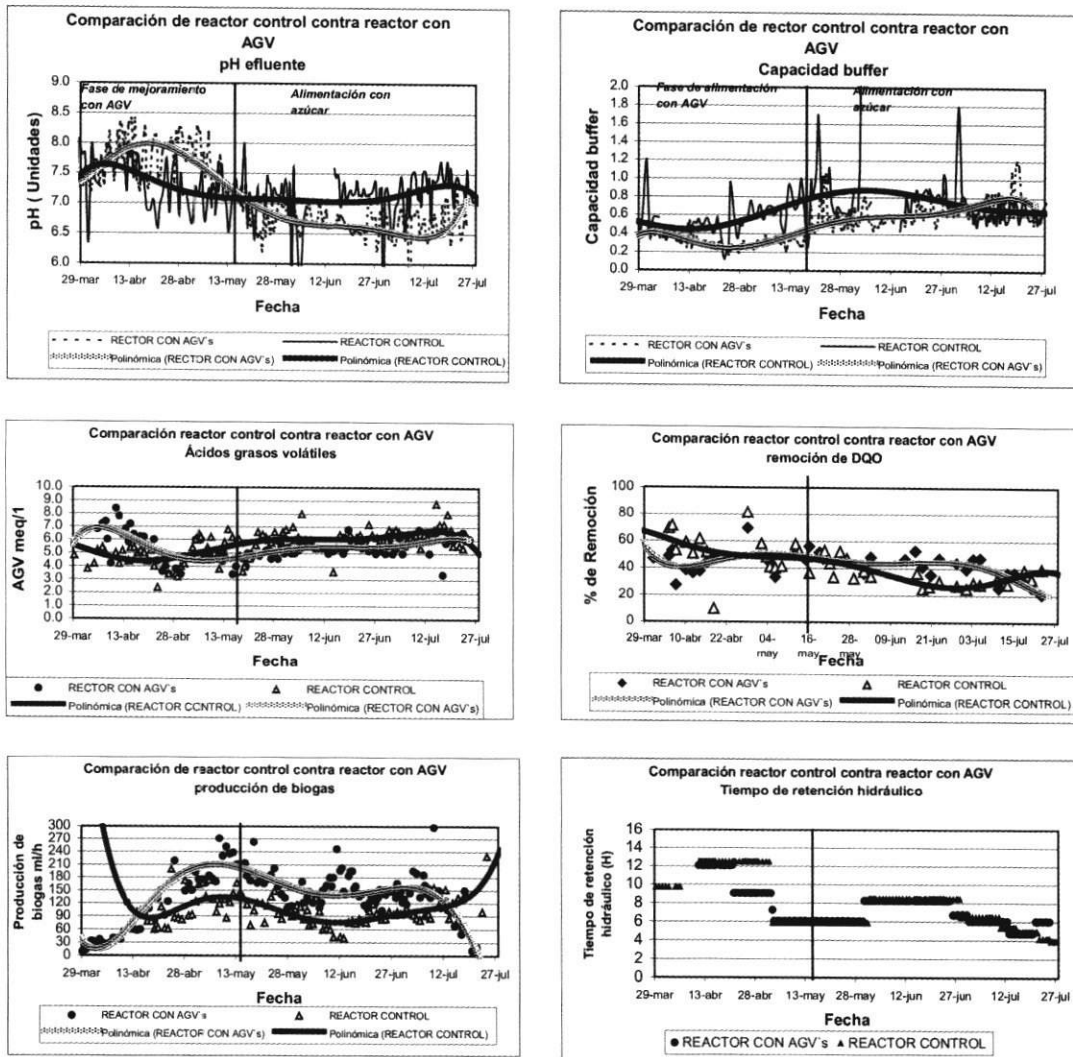 Comparación de reactor control contra reactor con
AGV
pH efluente
Fase de mejoramiento
con AGV
Alimentación con
azúcar
pH ( Unidades)
9.0
8.5
8.0
7.5
7.0
6.5
6.0
29-mar 13-abr 28-abr 13-may 28-may 12-jun 27-jun 12-jul 27-jul
Fecha
RECTOR CON AGV`s
REACTOR CONTROL
Polinómica (RECTOR CON AGV`s)
Polinómica (REACTOR CONTROL)
Comparación de rector control contra reactor con
AGV
Capacidad buffer
Fase de alimentación
con AGV
Alimentación con
azúcar
Capacidad buffer
2.0
1.8
1.6
1.4
1.2
1.0
0.8
0.6
0.4
0.2
0.0
29-mar 13-abr 28-abr 13-may 28-may 12-jun 27-jun 12-jul 27-jul
Fecha
RECTOR CON AGV`s
REACTOR CONTROL
Polinómica (REACTOR CONTROL)
Polinómica (RECTOR CON AGV`s)
Comparación reactor control contra reactor con AGV
Ácidos grasos volátiles
AGV meq/1
10.0
9.0
8.0
7.0
6.0
5.0
4.0
3.0
2.0
1.0
0.0
29-mar 13-abr 28-abr 13-may 28-may 12-jun 27-jun 12-jul 27-jul
Fecha
RECTOR CON AGV`s
REACTOR CONTROL
Polinómica (REACTOR CONTROL)
Polinómica (RECTOR CON AGV`s)
Comparación reactor control contra reactor con AGV
remoción de DQO
% de Remoción
100
80
60
40
20
0
29-mar 10-abr 22-abr 04-may 16-may 28-may 09-jun 21-jun 03-jul 15-jul 27-jul
Fecha
REACTOR CON AGV`s
REACTOR CONTROL
Polinómica (REACTOR CON AGV`s)
Polinómica (REACTOR CONTROL)
Comparación de reactor control contra reactor con AGV
producción de biogas
Producción de
biogas ml/h
300
270
240
210
180
150
120
90
60
30
0
29-mar 13-abr 28-abr 13-may 28-may 12-jun 27-jun 12-jul 27-jul
Fecha
REACTOR CON AGV`s
REACTOR CONTROL
Polinómica (REACTOR CON AGV`s)
Polinómica (REACTOR CONTROL)
Comparación reactor control contra reactor con AGV
Tiempo de retención hidráulico
Tiempo de retención
hidráulico (H)
16
14
12
10
8
6
4
2
0
29-mar 13-abr 28-abr 13-may 28-may 12-jun 27-jun 12-jul 27-jul
Fecha
REACTOR CON AGV`s
REACTOR CONTROL